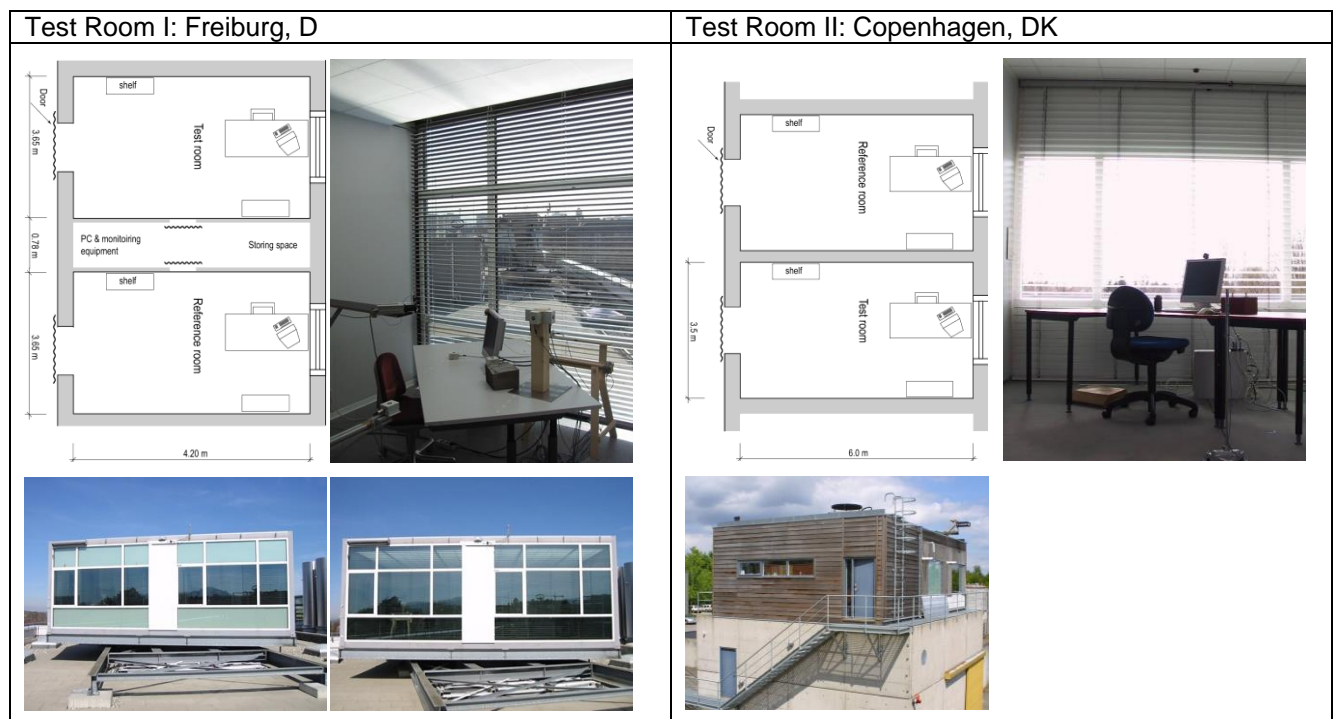 Test Room I: Freiburg, D
Test Room II: Copenhagen, DK
shelf
Door
3.65 m
Test room
0.78 m
PC & monitoiring
equipment
Storing space
shelf
Reference room
3.65 m
4.20 m
shelf
Door
Reference room
shelf
Test room
3.5 m
6.0 m